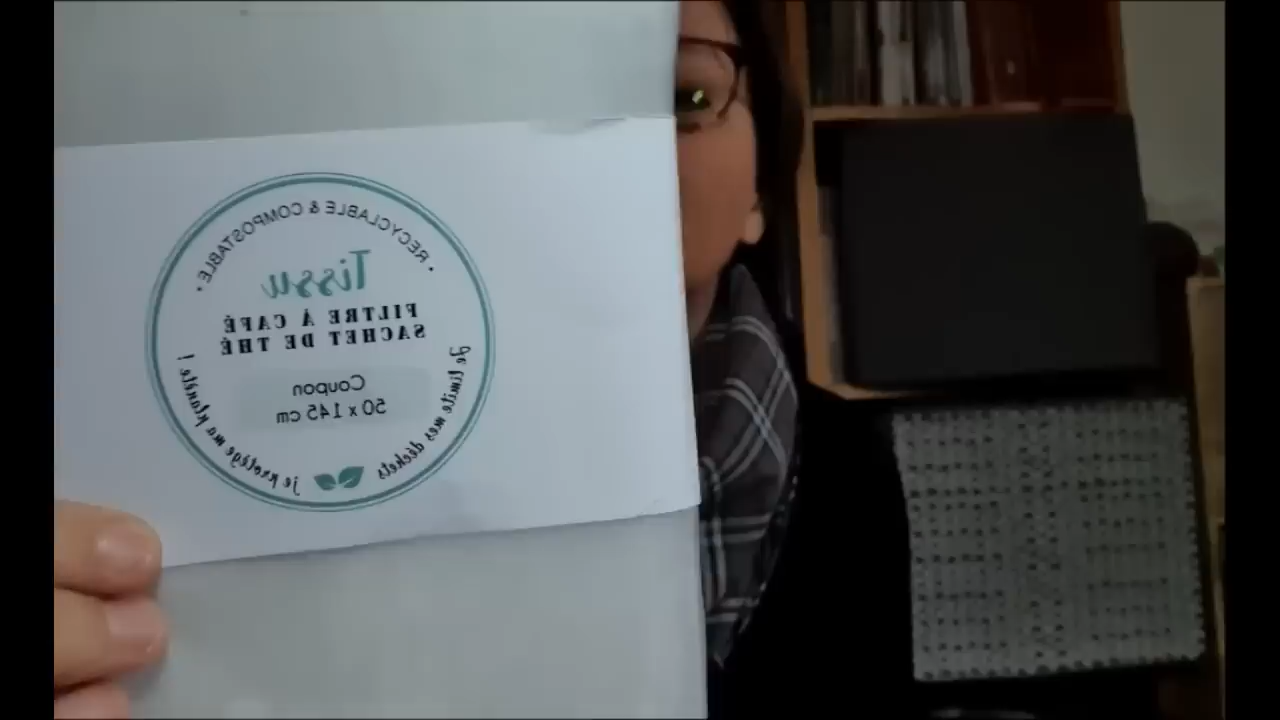 • RECYCLABLE & COMPOSTABLE •
Tissu
FILTRE À CAFÉ
SACHET DE THÉ
Coupon
50 x 145 cm
Je limite mes déchets
je protège ma planète !